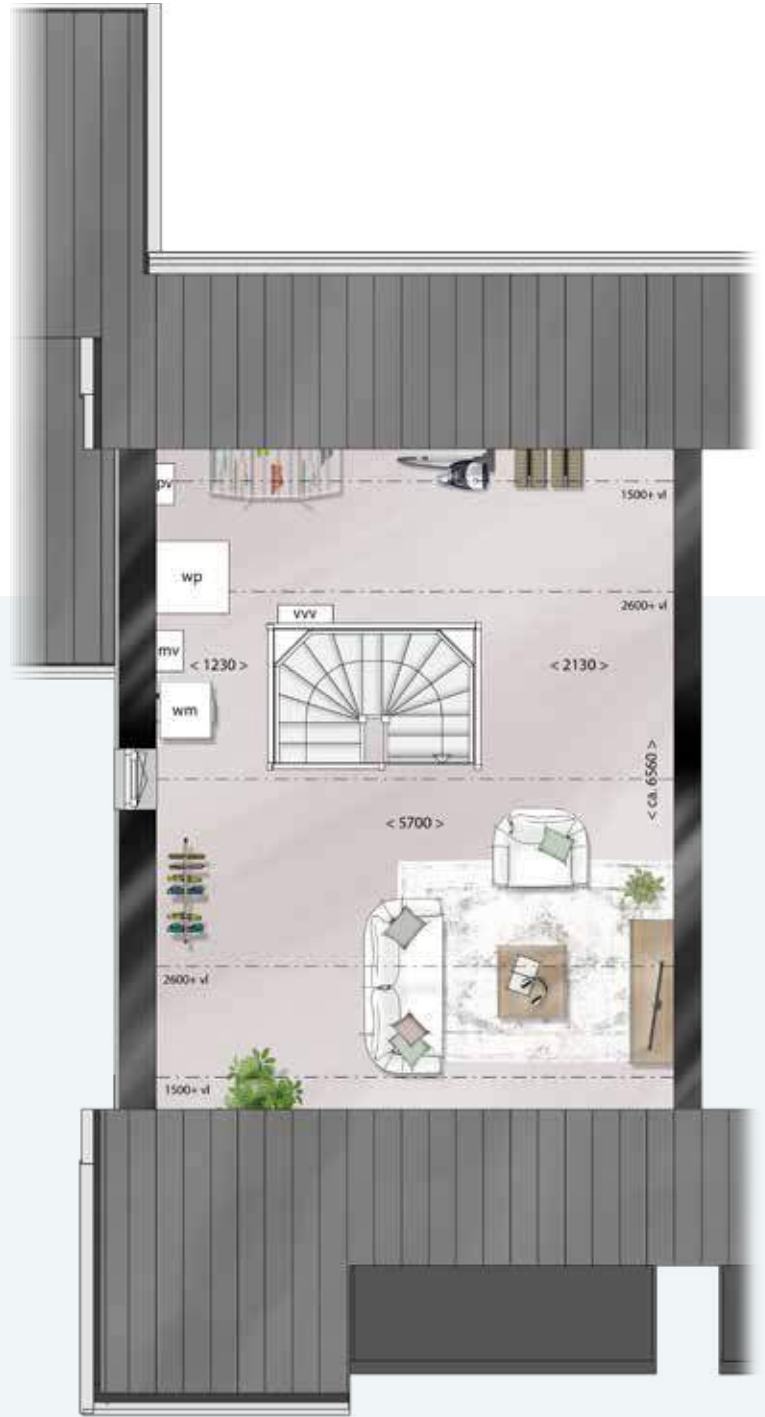 pv
1500+ vl
wp
2600+ vl
vvv
mv
< 1230 >
< 2130 >
wm
< ca. 6560 >
< 5700 >
2600+ vl
1500+ vl